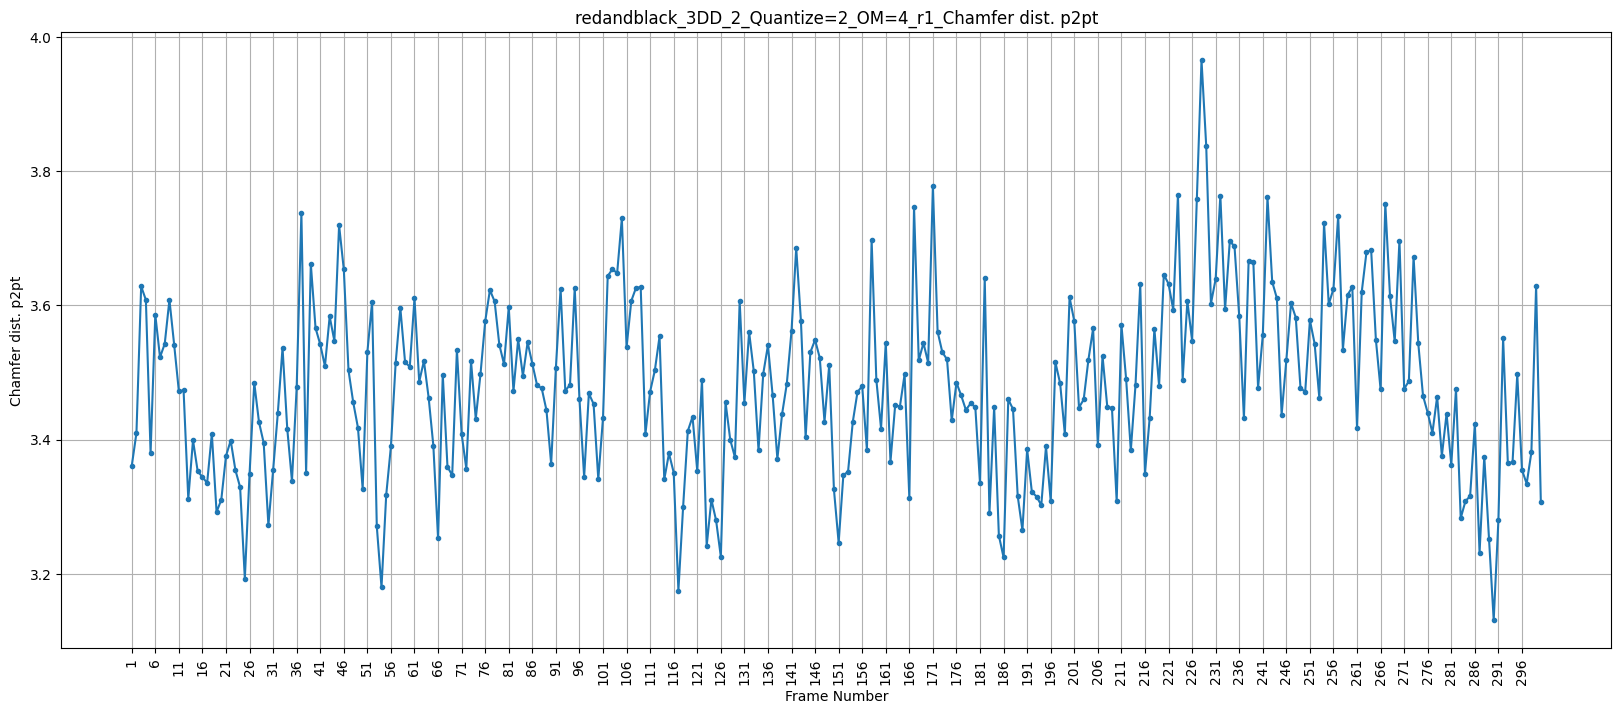 redandblack_3DD_2_Quantize=2_OM=4_r1_Chamfer dist. p2pt
4.0
3.8
3.6
3.4
3.2
Chamfer dist. p2pt
1 6 11 16 21 26 31 36 41 46 51 56 61 66 71 76 81 86 91 96 101 106 111 116 121 126 131 136 141 146 151 156 161 166 171 176 181 186 191 196 201 206 211 216 221 226 231 236 241 246 251 256 261 266 271 276 281 286 291 296
Frame Number